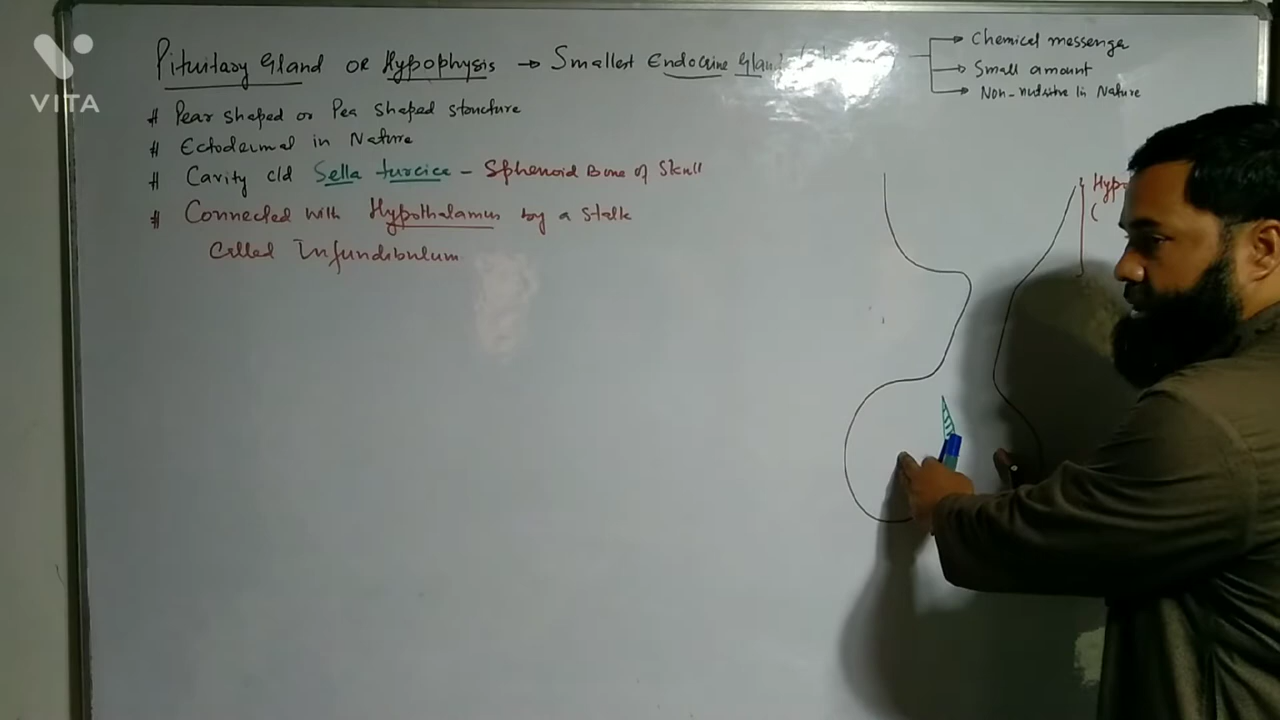 VITA
Pituitary Gland OR Hypophysis → Smallest Endocrine Gland
# Pear shaped or Pea shaped structure
# Ectodermal in Nature
# Cavity c/d Sella turcica - Sphenoid Bone of Skull
# Connected with Hypothalamus by a stalk
Called Infundibulum
Chemical messenger
Small amount
Non-nutritive in Nature
Hypo
(